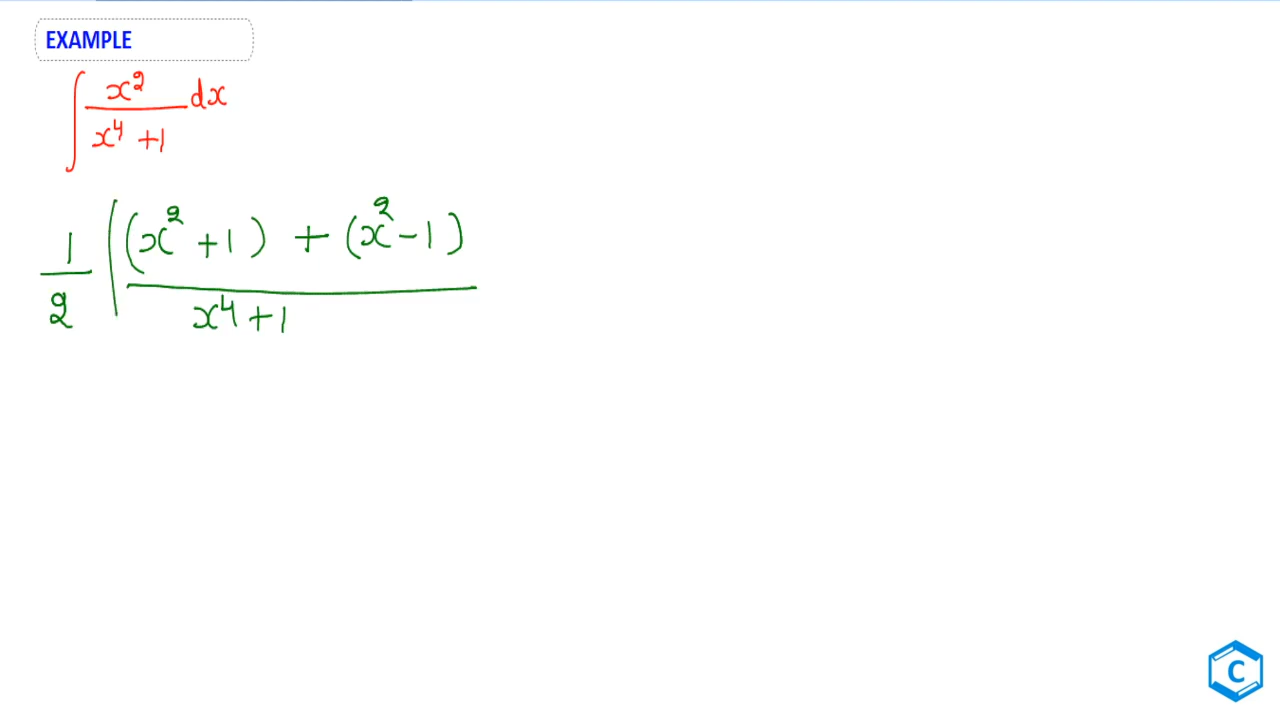 EXAMPLE
∫ x² / x⁴ + 1 dx
1/2 ∫ (x² + 1) + (x² - 1) / x⁴ + 1
C